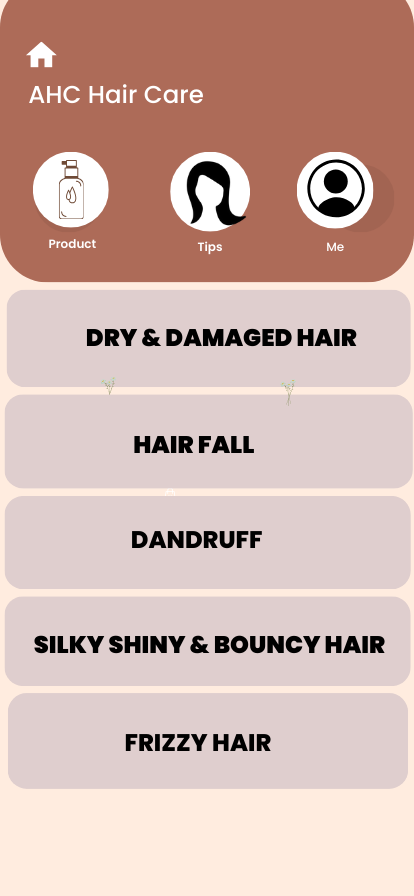 AHC Hair Care
Product
Tips
Me
DRY & DAMAGED HAIR
HAIR FALL
DANDRUFF
SILKY SHINY & BOUNCY HAIR
FRIZZY HAIR